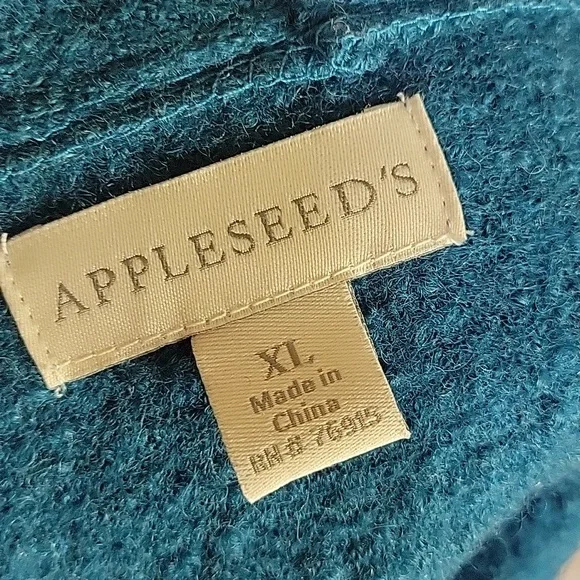 APPLESEED'S
XL
Made in
China
RN# 76915